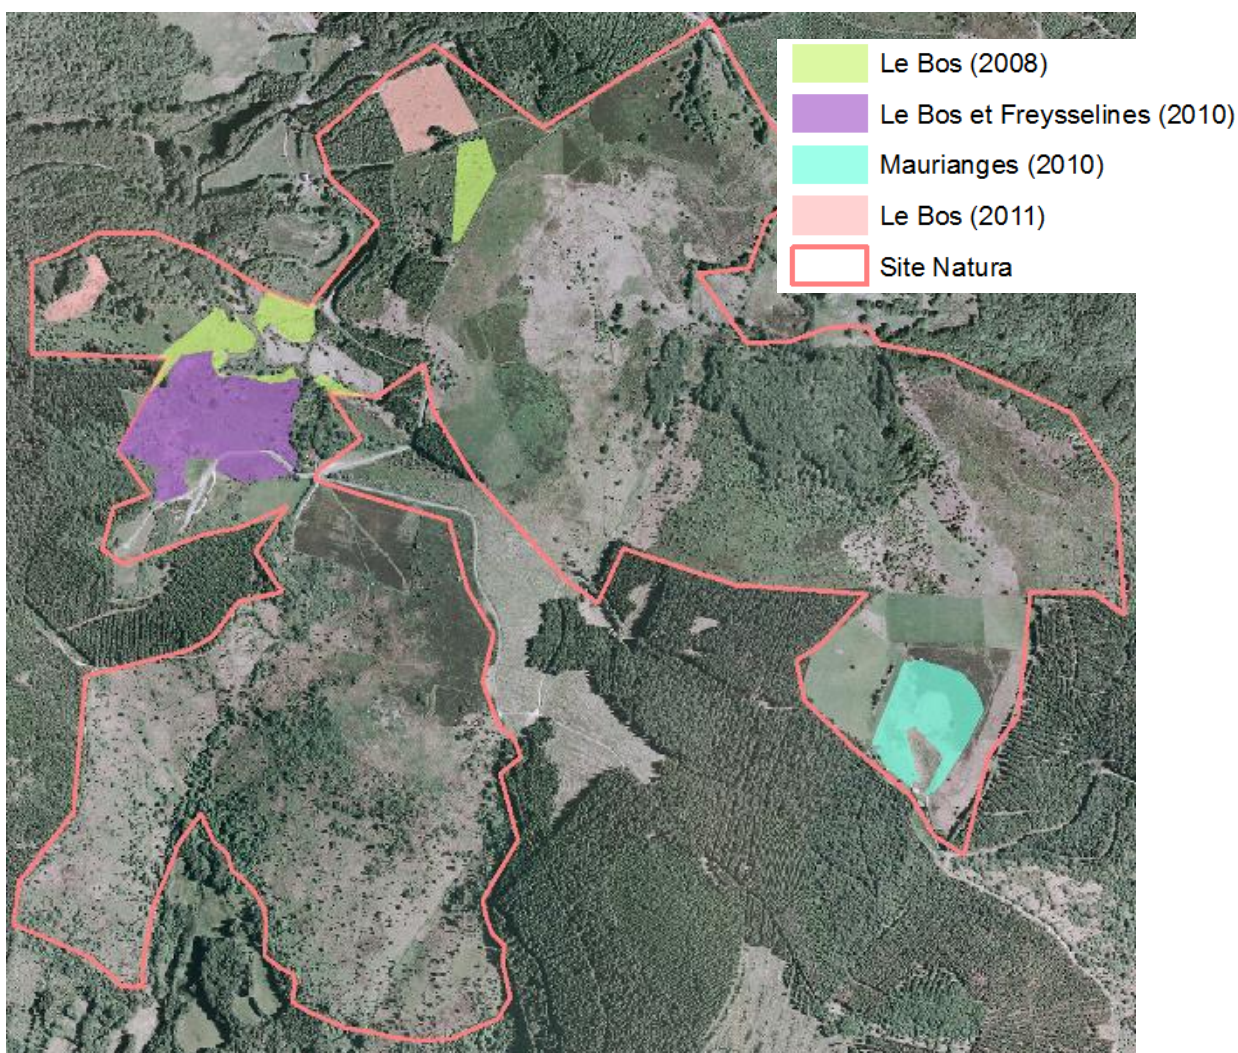 Le Bos (2008)
Le Bos et Freysselines (2010)
Maurianges (2010)
Le Bos (2011)
Site Natura